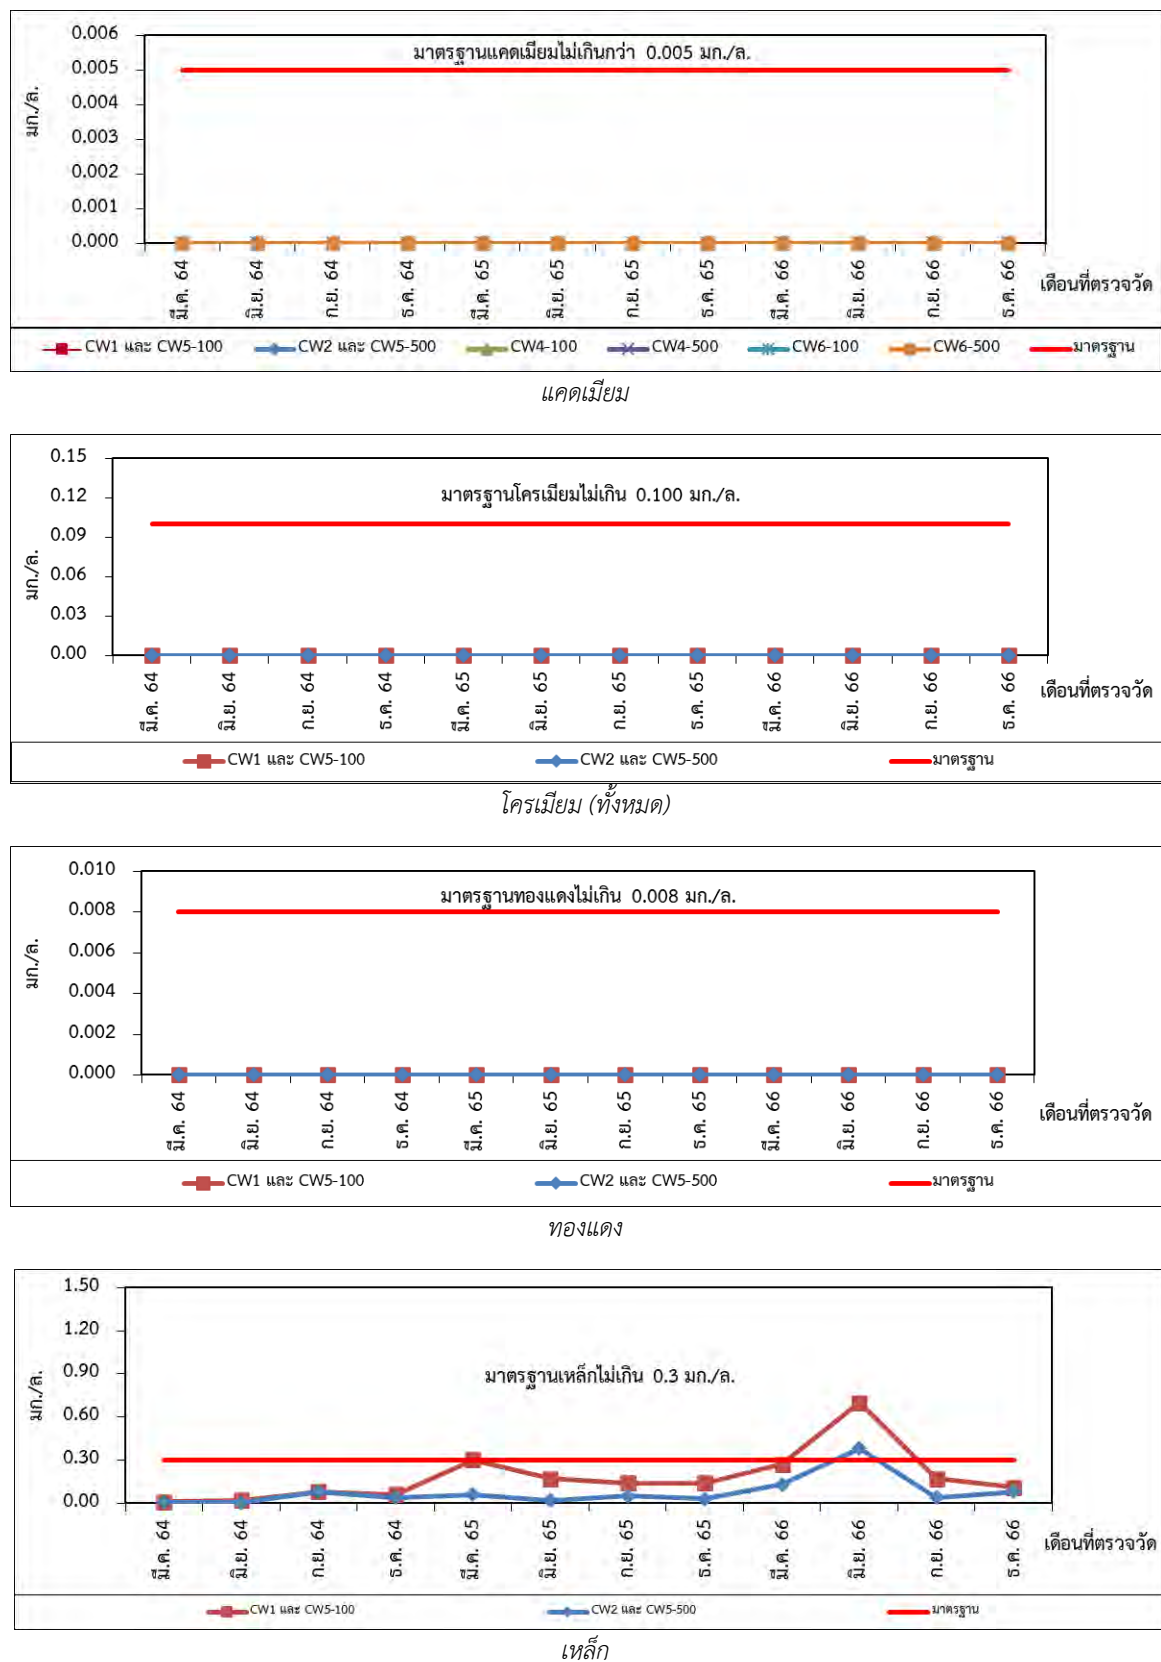 0.006
มาตรฐานแคดเมียมไม่เกินกว่า 0.005 มก./ล.
0.005
0.004
0.003
0.002
0.001
0.000
มก./ล.
มี.ค. 64
มิ.ย. 64
ก.ย. 64
ธ.ค. 64
มี.ค. 65
มิ.ย. 65
ก.ย. 65
ธ.ค. 65
มี.ค. 66
มิ.ย. 66
ก.ย. 66
ธ.ค. 66
เดือนที่ตรวจวัด
CW1 และ CW5-100 CW2 และ CW5-500 CW4-100 CW4-500 CW6-100 CW6-500 มาตรฐาน
แคดเมียม
0.15
มาตรฐานโครเมียมไม่เกิน 0.100 มก./ล.
0.12
0.09
0.06
0.03
0.00
มก./ล.
มี.ค. 64
มิ.ย. 64
ก.ย. 64
ธ.ค. 64
มี.ค. 65
มิ.ย. 65
ก.ย. 65
ธ.ค. 65
มี.ค. 66
มิ.ย. 66
ก.ย. 66
ธ.ค. 66
เดือนที่ตรวจวัด
CW1 และ CW5-100 CW2 และ CW5-500 มาตรฐาน
โครเมียม (ทั้งหมด)
0.010
มาตรฐานทองแดงไม่เกิน 0.008 มก./ล.
0.008
0.006
0.004
0.002
0.000
มก./ล.
มี.ค. 64
มิ.ย. 64
ก.ย. 64
ธ.ค. 64
มี.ค. 65
มิ.ย. 65
ก.ย. 65
ธ.ค. 65
มี.ค. 66
มิ.ย. 66
ก.ย. 66
ธ.ค. 66
เดือนที่ตรวจวัด
CW1 และ CW5-100 CW2 และ CW5-500 มาตรฐาน
ทองแดง
1.50
1.20
0.90
มาตรฐานเหล็กไม่เกิน 0.3 มก./ล.
0.60
0.30
0.00
มก./ล.
มี.ค. 64
มิ.ย. 64
ก.ย. 64
ธ.ค. 64
มี.ค. 65
มิ.ย. 65
ก.ย. 65
ธ.ค. 65
มี.ค. 66
มิ.ย. 66
ก.ย. 66
ธ.ค. 66
เดือนที่ตรวจวัด
CW1 และ CW5-100 CW2 และ CW5-500 มาตรฐาน
เหล็ก